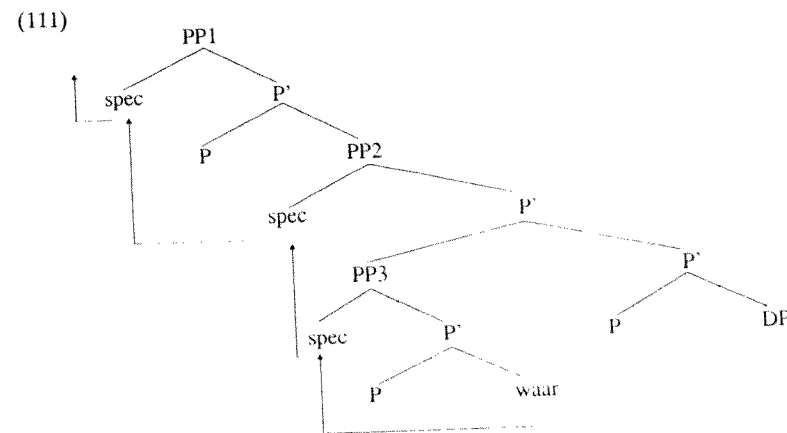 (111)
PP1
spec P'
P PP2
spec P'
PP3 P'
spec P' P DP
P waar